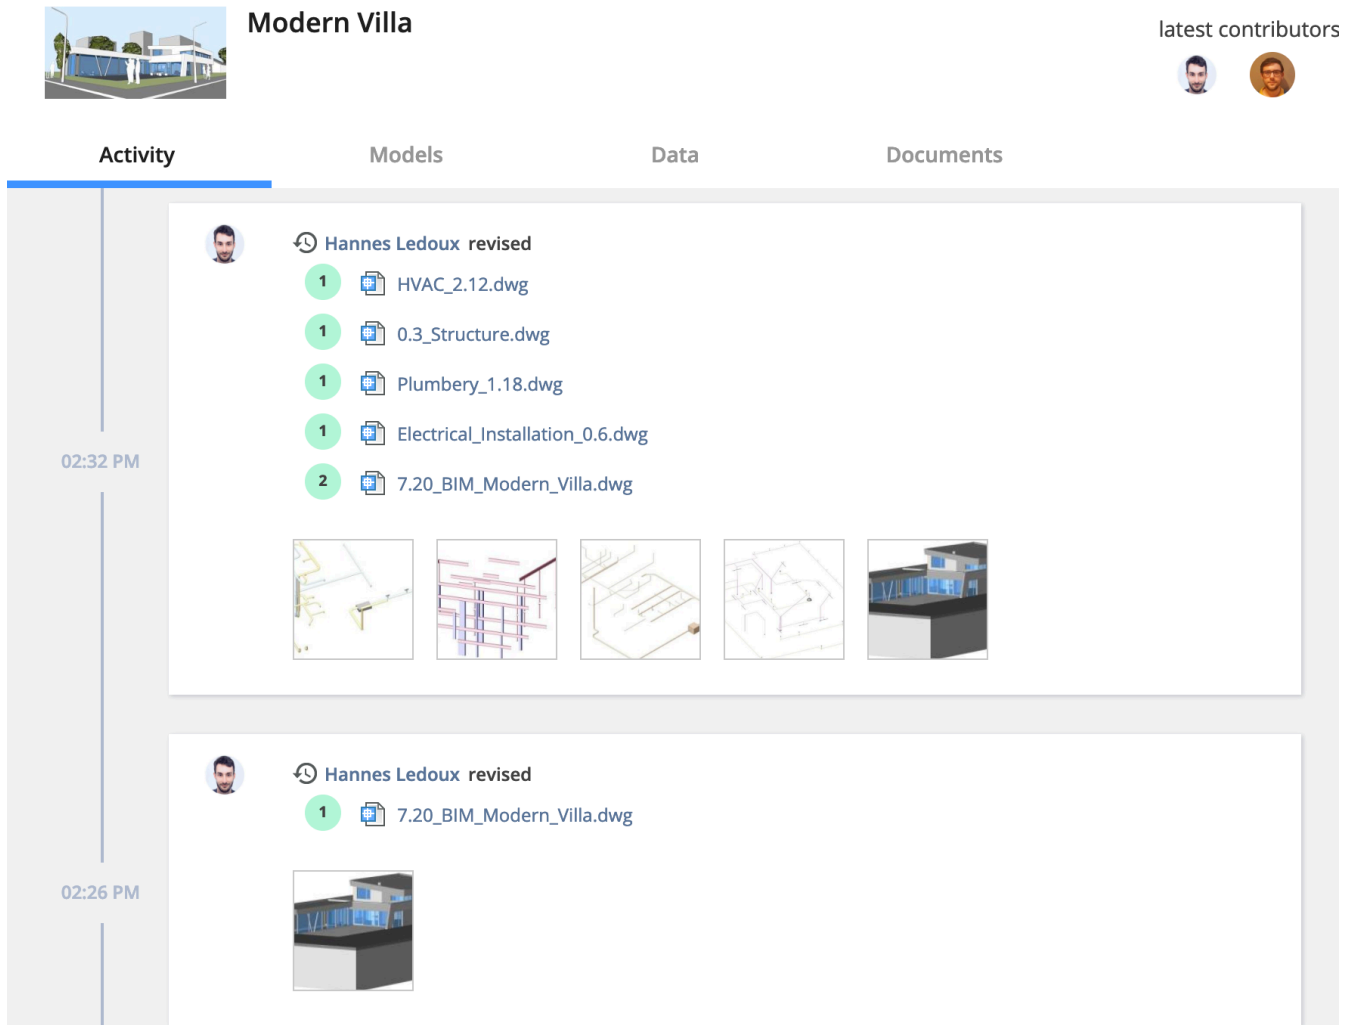 Modern Villa
latest contributors
Activity Models Data Documents
Hannes Ledoux revised
1 HVAC_2.12.dwg
1 0.3_Structure.dwg
1 Plumbery_1.18.dwg
1 Electrical_Installation_0.6.dwg
02:32 PM
2 7.20_BIM_Modern_Villa.dwg
Hannes Ledoux revised
1 7.20_BIM_Modern_Villa.dwg
02:26 PM